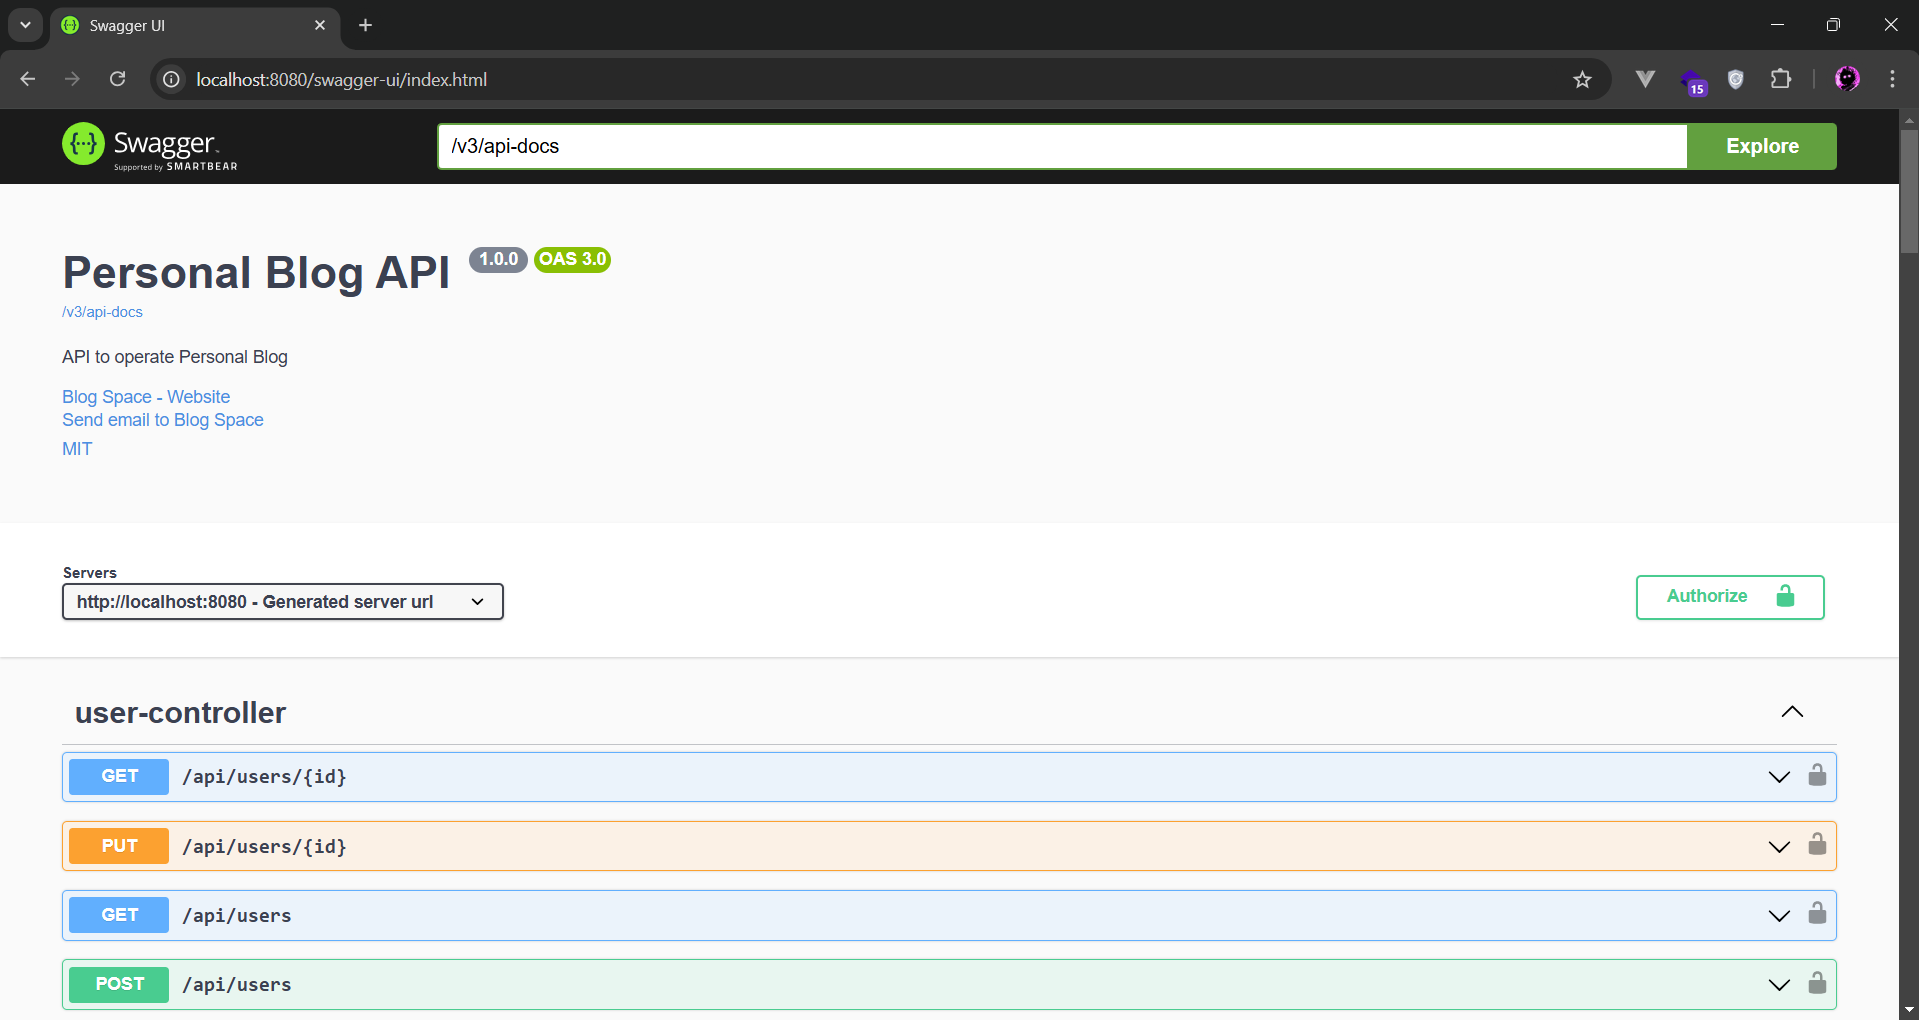 Swagger UI
localhost:8080/swagger-ui/index.html
15
{···} Swagger.
Supported by SMARTBEAR
/v3/api-docs
Explore
Personal Blog API 1.0.0 OAS 3.0
/v3/api-docs
API to operate Personal Blog
Blog Space - Website
Send email to Blog Space
MIT
Servers
http://localhost:8080 - Generated server url
Authorize
user-controller
GET /api/users/{id}
PUT /api/users/{id}
GET /api/users
POST /api/users